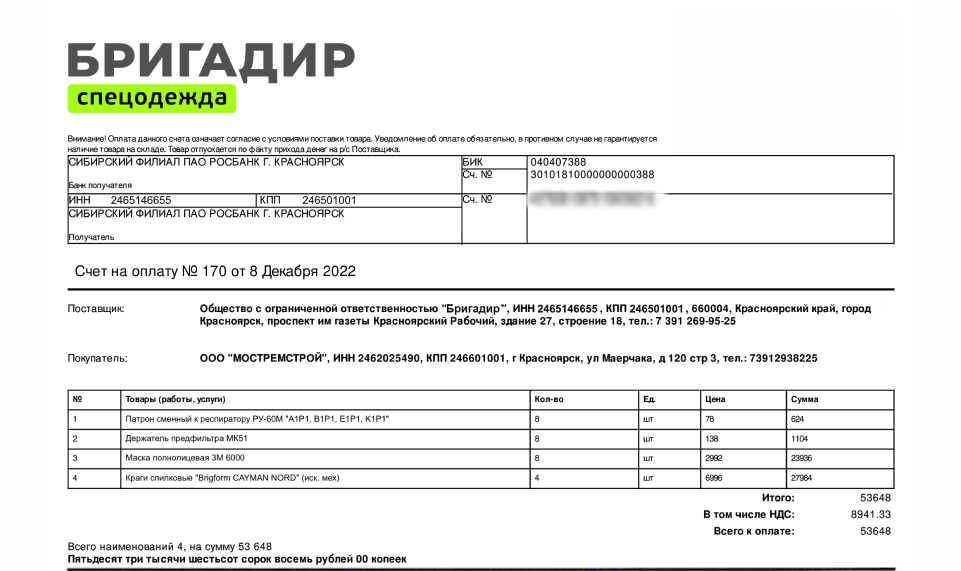 БРИГАДИР
спецодежда
Внимание! Оплата данного счета означает согласие с условиями поставки товара. Уведомление об оплате обязательно, в противном случае не гарантируется
наличие товара на складе. Товар отпускается по факту прихода денег на р/с Поставщика.
СИБИРСКИЙ ФИЛИАЛ ПАО РОСБАНК Г. КРАСНОЯРСК БИК 040407388
Сч. № 30101810000000000388
Банк получателя
ИНН 2465146655 КПП 246501001 Сч. №
СИБИРСКИЙ ФИЛИАЛ ПАО РОСБАНК Г. КРАСНОЯРСК
Получатель
Счет на оплату № 170 от 8 Декабря 2022
Поставщик: Общество с ограниченной ответственностью "Бригадир", ИНН 2465146655, КПП 246501001, 660004, Красноярский край, город
Красноярск, проспект им газеты Красноярский Рабочий, здание 27, строение 18, тел.: 7 391 269-95-25
Покупатель: ООО "МОСТРЕМСТРОЙ", ИНН 2462025490, КПП 246601001, г Красноярск, ул Маерчака, д 120 стр 3, тел.: 73912938225
№ Товары (работы, услуги) Кол-во Ед. Цена Сумма
1 Патрон сменный к респиратору РУ-60М "A1P1, B1P1, E1P1, K1P1" 8 шт 78 624
2 Держатель предфильтра МК51 8 шт 138 1104
3 Маска полнолицевая 3М 6000 8 шт 2992 23936
4 Краги спилковые "Brigform CAYMAN NORD" (иск. мех) 4 шт 6996 27984
Итого: 53648
В том числе НДС: 8941.33
Всего к оплате: 53648
Всего наименований 4, на сумму 53 648
Пятьдесят три тысячи шестьсот сорок восемь рублей 00 копеек